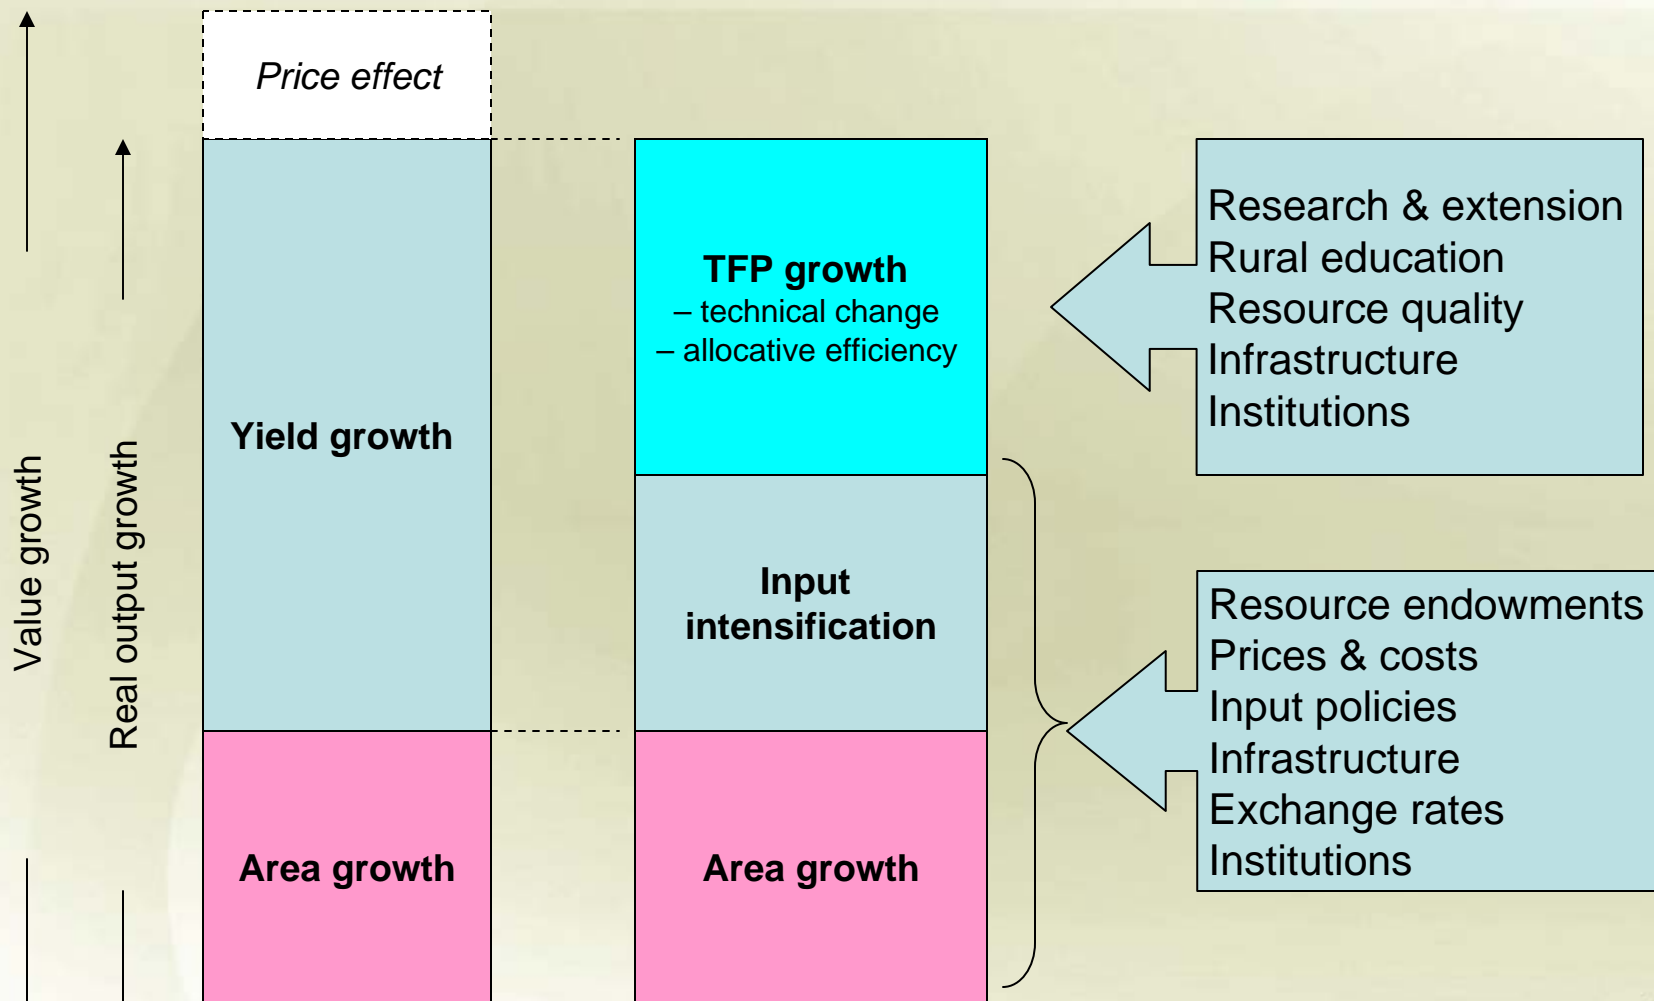 Value growth
Real output growth
Price effect
Yield growth
Area growth
TFP growth
– technical change
– allocative efficiency
Input
intensification
Area growth
Research & extension
Rural education
Resource quality
Infrastructure
Institutions
Resource endowments
Prices & costs
Input policies
Infrastructure
Exchange rates
Institutions